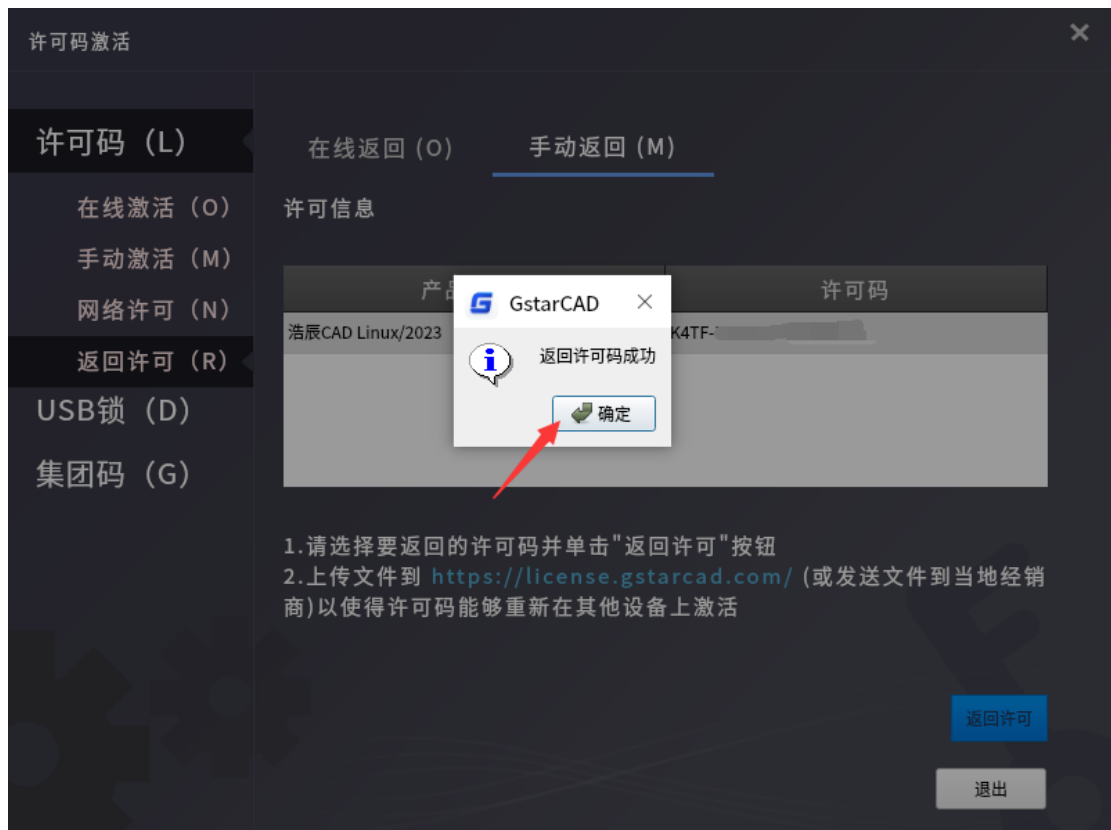 许可码激活
许可码（L）
在线激活（O）
手动激活（M）
网络许可（N）
返回许可（R）
USB锁（D）
集团码（G）
在线返回 (O)
手动返回 (M)
许可信息
许可码
浩辰CAD Linux/2023
K4TF-
GstarCAD
返回许可码成功
确定
1.请选择要返回的许可码并单击"返回许可"按钮
2.上传文件到 https://license.gstarcad.com/ (或发送文件到当地经销
商)以使得许可码能够重新在其他设备上激活
返回许可
退出